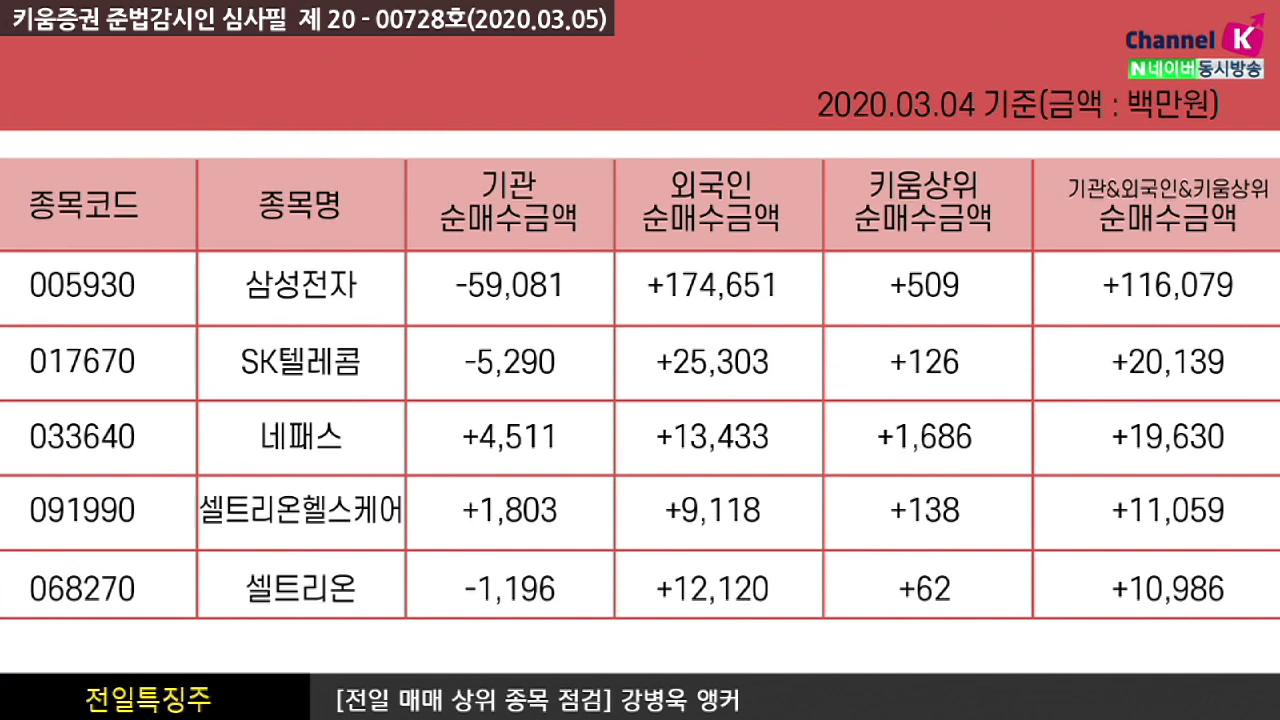 키움증권 준법감시인 심사필 제 20 - 00728호(2020.03.05)
Channel K
N네이버동시방송
2020.03.04 기준(금액 : 백만원)
종목코드 종목명 기관 순매수금액 외국인 순매수금액 키움상위 순매수금액 기관&외국인&키움상위 순매수금액
005930 삼성전자 -59,081 +174,651 +509 +116,079
017670 SK텔레콤 -5,290 +25,303 +126 +20,139
033640 네패스 +4,511 +13,433 +1,686 +19,630
091990 셀트리온헬스케어 +1,803 +9,118 +138 +11,059
068270 셀트리온 -1,196 +12,120 +62 +10,986
전일특징주 [전일 매매 상위 종목 점검] 강병욱 앵커